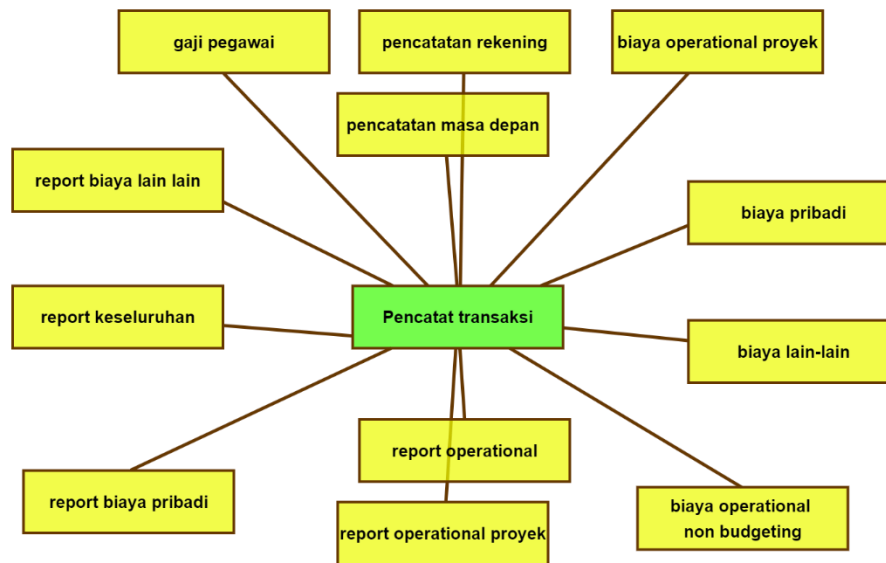 gaji pegawai
pencatatan rekening
biaya operational proyek
pencatatan masa depan
report biaya lain lain
biaya pribadi
report keseluruhan
Pencatat transaksi
biaya lain-lain
report operational
report biaya pribadi
biaya operational
non budgeting
report operational proyek